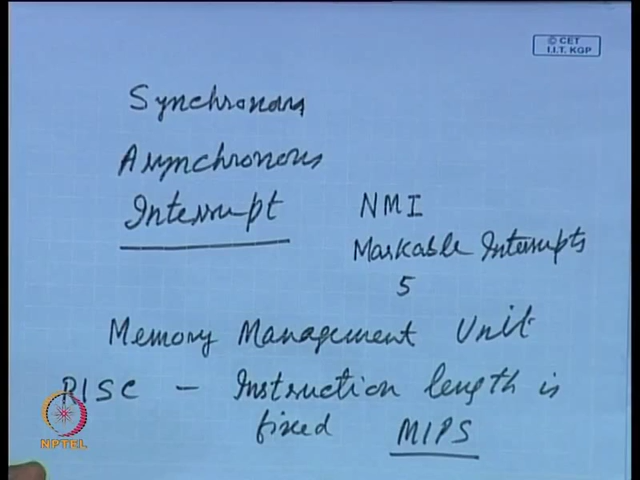 © CET
I.I.T. KGP
Synchronous
Asynchronous
Interrupt
NMI
Maskable Interrupts
5
Memory Management Unit
RISC - Instruction length is
fixed MIPS
NPTEL